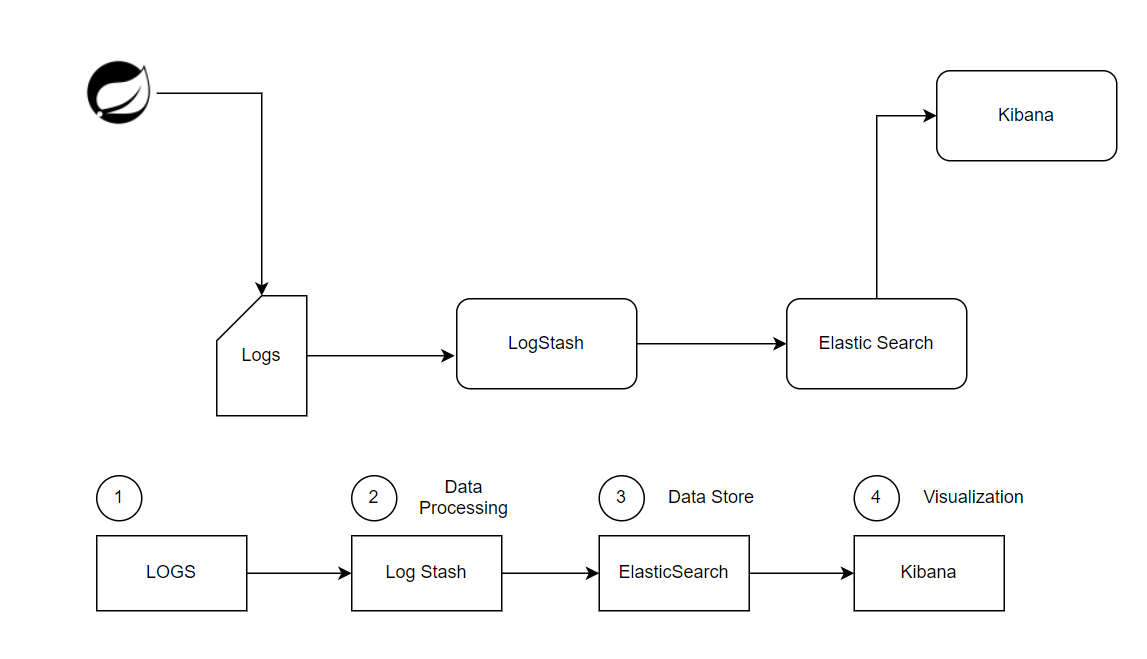 Kibana
Logs
LogStash
Elastic Search
1
2
Data
Processing
3
Data Store
4
Visualization
LOGS
Log Stash
ElasticSearch
Kibana